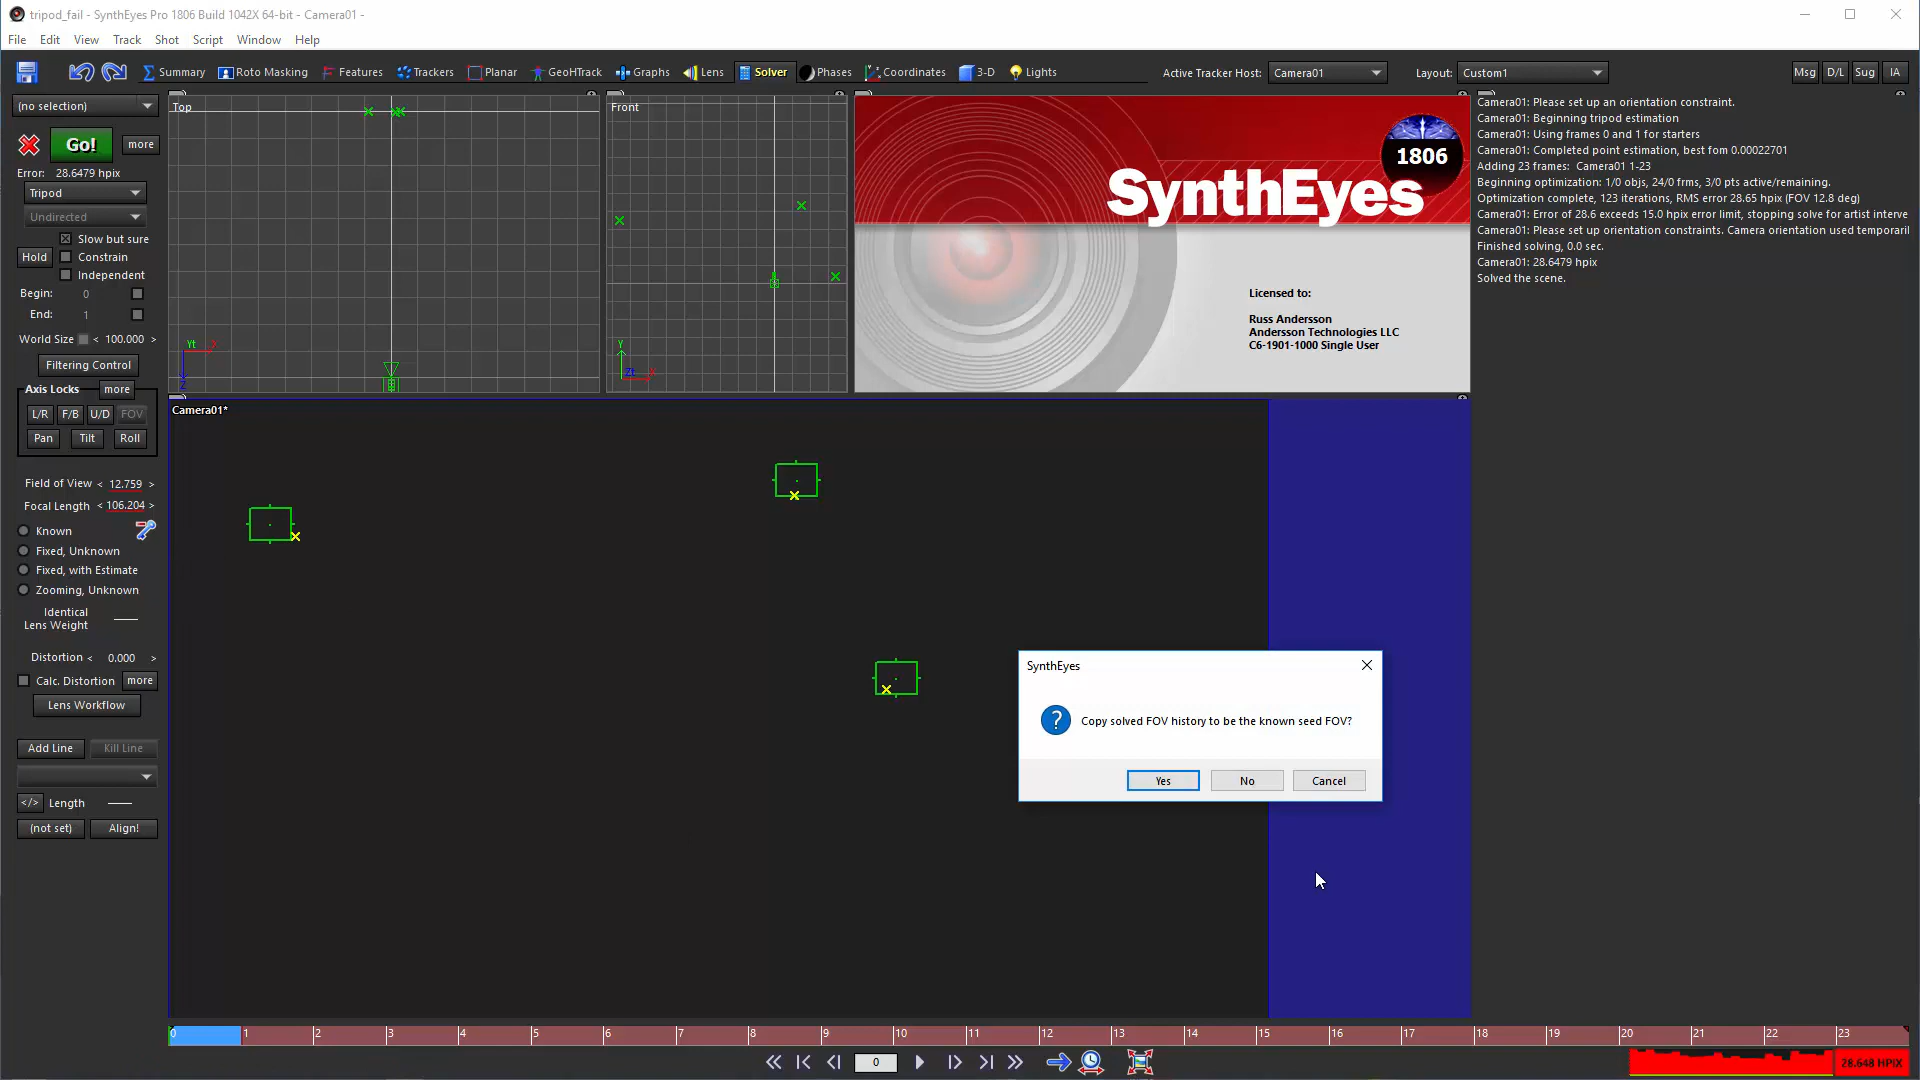 tripod_fail - SynthEyes Pro 1806 Build 1042X 64-bit - Camera01 -
File Edit View Track Shot Script Window Help
Summary Roto Masking Features Trackers Planar GeoHTrack Graphs Lens Solver Phases Coordinates 3-D Lights Active Tracker Host: Camera01 Layout: Custom1 Msg D/L Sug IA
(no selection)
Go! more
Error: 28.6479 hpix
Tripod
Undirected
Slow but sure
Hold Constrain
Independent
Begin: 0
End: 1
World Size < 100.000 >
Filtering Control
Axis Locks more
L/R F/B U/D FOV
Pan Tilt Roll
Field of View < 12.759 >
Focal Length < 106.204 >
Known
Fixed, Unknown
Fixed, with Estimate
Zooming, Unknown
Identical
Lens Weight
Distortion < 0.000 >
Calc. Distortion more
Lens Workflow
Add Line Kill Line
</> Length
(not set) Align!
Top
Yt X
Z
Front
Y
Zt X
1806
SynthEyes
Licensed to:
Russ Andersson
Andersson Technologies LLC
C6-1901-1000 Single User
Camera01: Please set up an orientation constraint.
Camera01: Beginning tripod estimation
Camera01: Using frames 0 and 1 for starters
Camera01: Completed point estimation, best fom 0.00022701
Adding 23 frames: Camera01 1-23
Beginning optimization: 1/0 objs, 24/0 frms, 3/0 pts active/remaining.
Optimization complete, 123 iterations, RMS error 28.65 hpix (FOV 12.8 deg)
Camera01: Error of 28.6 exceeds 15.0 hpix error limit, stopping solve for artist interve
Camera01: Please set up orientation constraints. Camera orientation used temporaril
Finished solving, 0.0 sec.
Camera01: 28.6479 hpix
Solved the scene.
Camera01*
SynthEyes
Copy solved FOV history to be the known seed FOV?
Yes No Cancel
0 1 2 3 4 5 6 7 8 9 10 11 12 13 14 15 16 17 18 19 20 21 22 23
0
28.648 HPIX